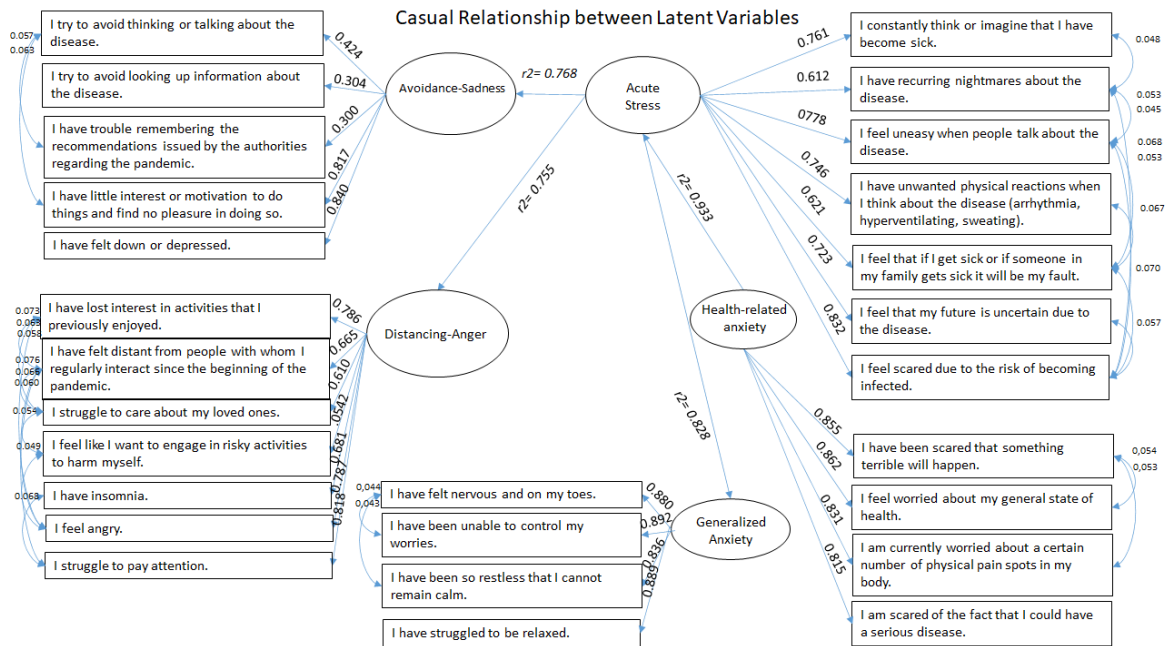 Casual Relationship between Latent Variables
I try to avoid thinking or talking about the
disease.
I try to avoid looking up information about
the disease.
I have trouble remembering the
recommendations issued by the authorities
regarding the pandemic.
I have little interest or motivation to do
things and find no pleasure in doing so.
I have felt down or depressed.
0.057
0.063
0.424
0.304
0.300
0.817
0.840
Avoidance-Sadness
r2= 0.768
Acute
Stress
r2= 0.755
r2= 0.933
r2= 0.828
0.761
0.612
0778
0.746
0.621
0.723
0.832
I constantly think or imagine that I have
become sick.
I have recurring nightmares about the
disease.
I feel uneasy when people talk about the
disease.
I have unwanted physical reactions when
I think about the disease (arrhythmia,
hyperventilating, sweating).
I feel that if I get sick or if someone in
my family gets sick it will be my fault.
I feel that my future is uncertain due to
the disease.
I feel scared due to the risk of becoming
infected.
0.048
0.053
0.045
0.068
0.053
0.067
0.070
0.057
I have lost interest in activities that I
previously enjoyed.
I have felt distant from people with whom I
regularly interact since the beginning of the
pandemic.
I struggle to care about my loved ones.
I feel like I want to engage in risky activities
to harm myself.
I have insomnia.
I feel angry.
I struggle to pay attention.
0.073
0.076
0.060
0.054
0.049
0.068
0.786
0.665
0.610
.0542
0.681
0.787
0.818
Distancing-Anger
Health-related
anxiety
0.855
0.862
0.831
0.815
I have been scared that something
terrible will happen.
I feel worried about my general state of
health.
I am currently worried about a certain
number of physical pain spots in my
body.
I am scared of the fact that I could have
a serious disease.
0,054
0,053
Generalized
Anxiety
0.880
0.892
0.836
0.889
0,044
0.043
I have felt nervous and on my toes.
I have been unable to control my
worries.
I have been so restless that I cannot
remain calm.
I have struggled to be relaxed.